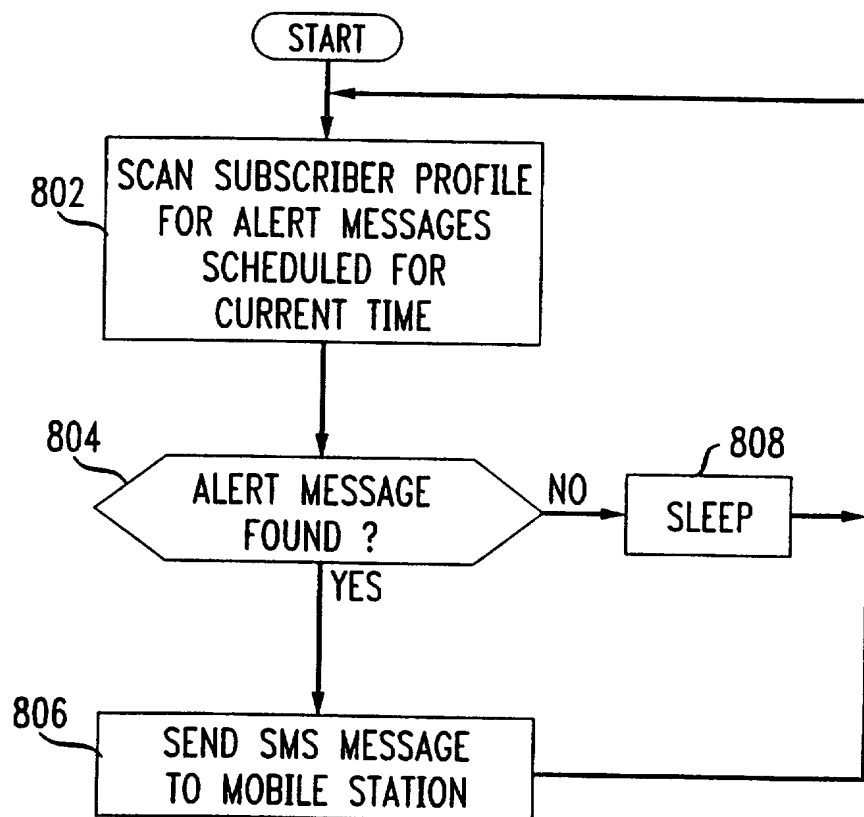 START
802
SCAN SUBSCRIBER PROFILE
FOR ALERT MESSAGES
SCHEDULED FOR
CURRENT TIME
804
ALERT MESSAGE
FOUND ?
NO
808
SLEEP
YES
806
SEND SMS MESSAGE
TO MOBILE STATION